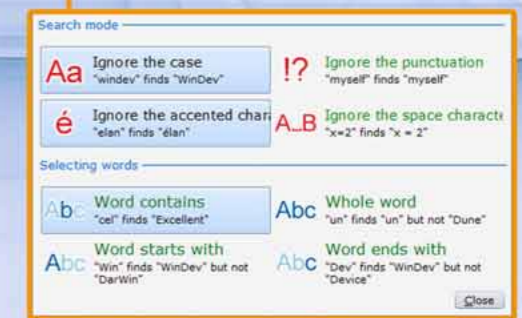 Search mode
Aa Ignore the case
"windev" finds "WinDev"
!? Ignore the punctuation
"myself" finds "myself"
é Ignore the accented chara
"elan" finds "élan"
A_B Ignore the space characte
"x=2" finds "x = 2"
Selecting words
Abc Word contains
"cel" finds "Excellent"
Abc Whole word
"un" finds "un" but not "Dune"
Abc Word starts with
"Win" finds "WinDev" but not
"DarWin"
Abc Word ends with
"Dev" finds "WinDev" but not
"Device"
Close